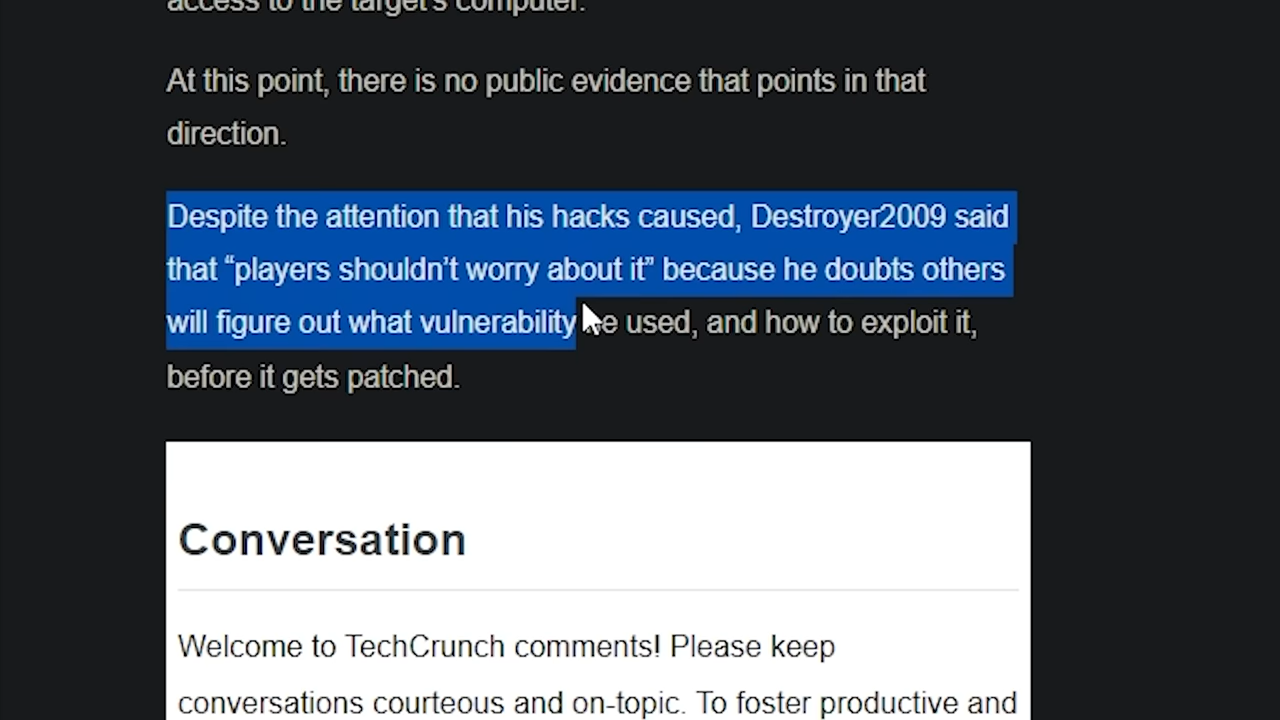 access to the target's computer.
At this point, there is no public evidence that points in that
direction.
Despite the attention that his hacks caused, Destroyer2009 said
that “players shouldn’t worry about it” because he doubts others
will figure out what vulnerability he used, and how to exploit it,
before it gets patched.
Conversation
Welcome to TechCrunch comments! Please keep
conversations courteous and on-topic. To foster productive and